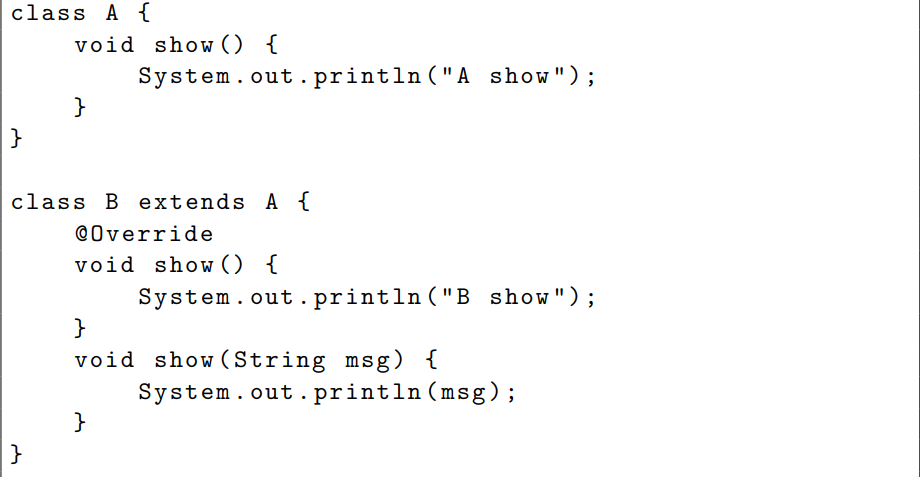 class A {
    void show() {
        System.out.println("A show");
    }
}

class B extends A {
    @Override
    void show() {
        System.out.println("B show");
    }
    void show(String msg) {
        System.out.println(msg);
    }
}